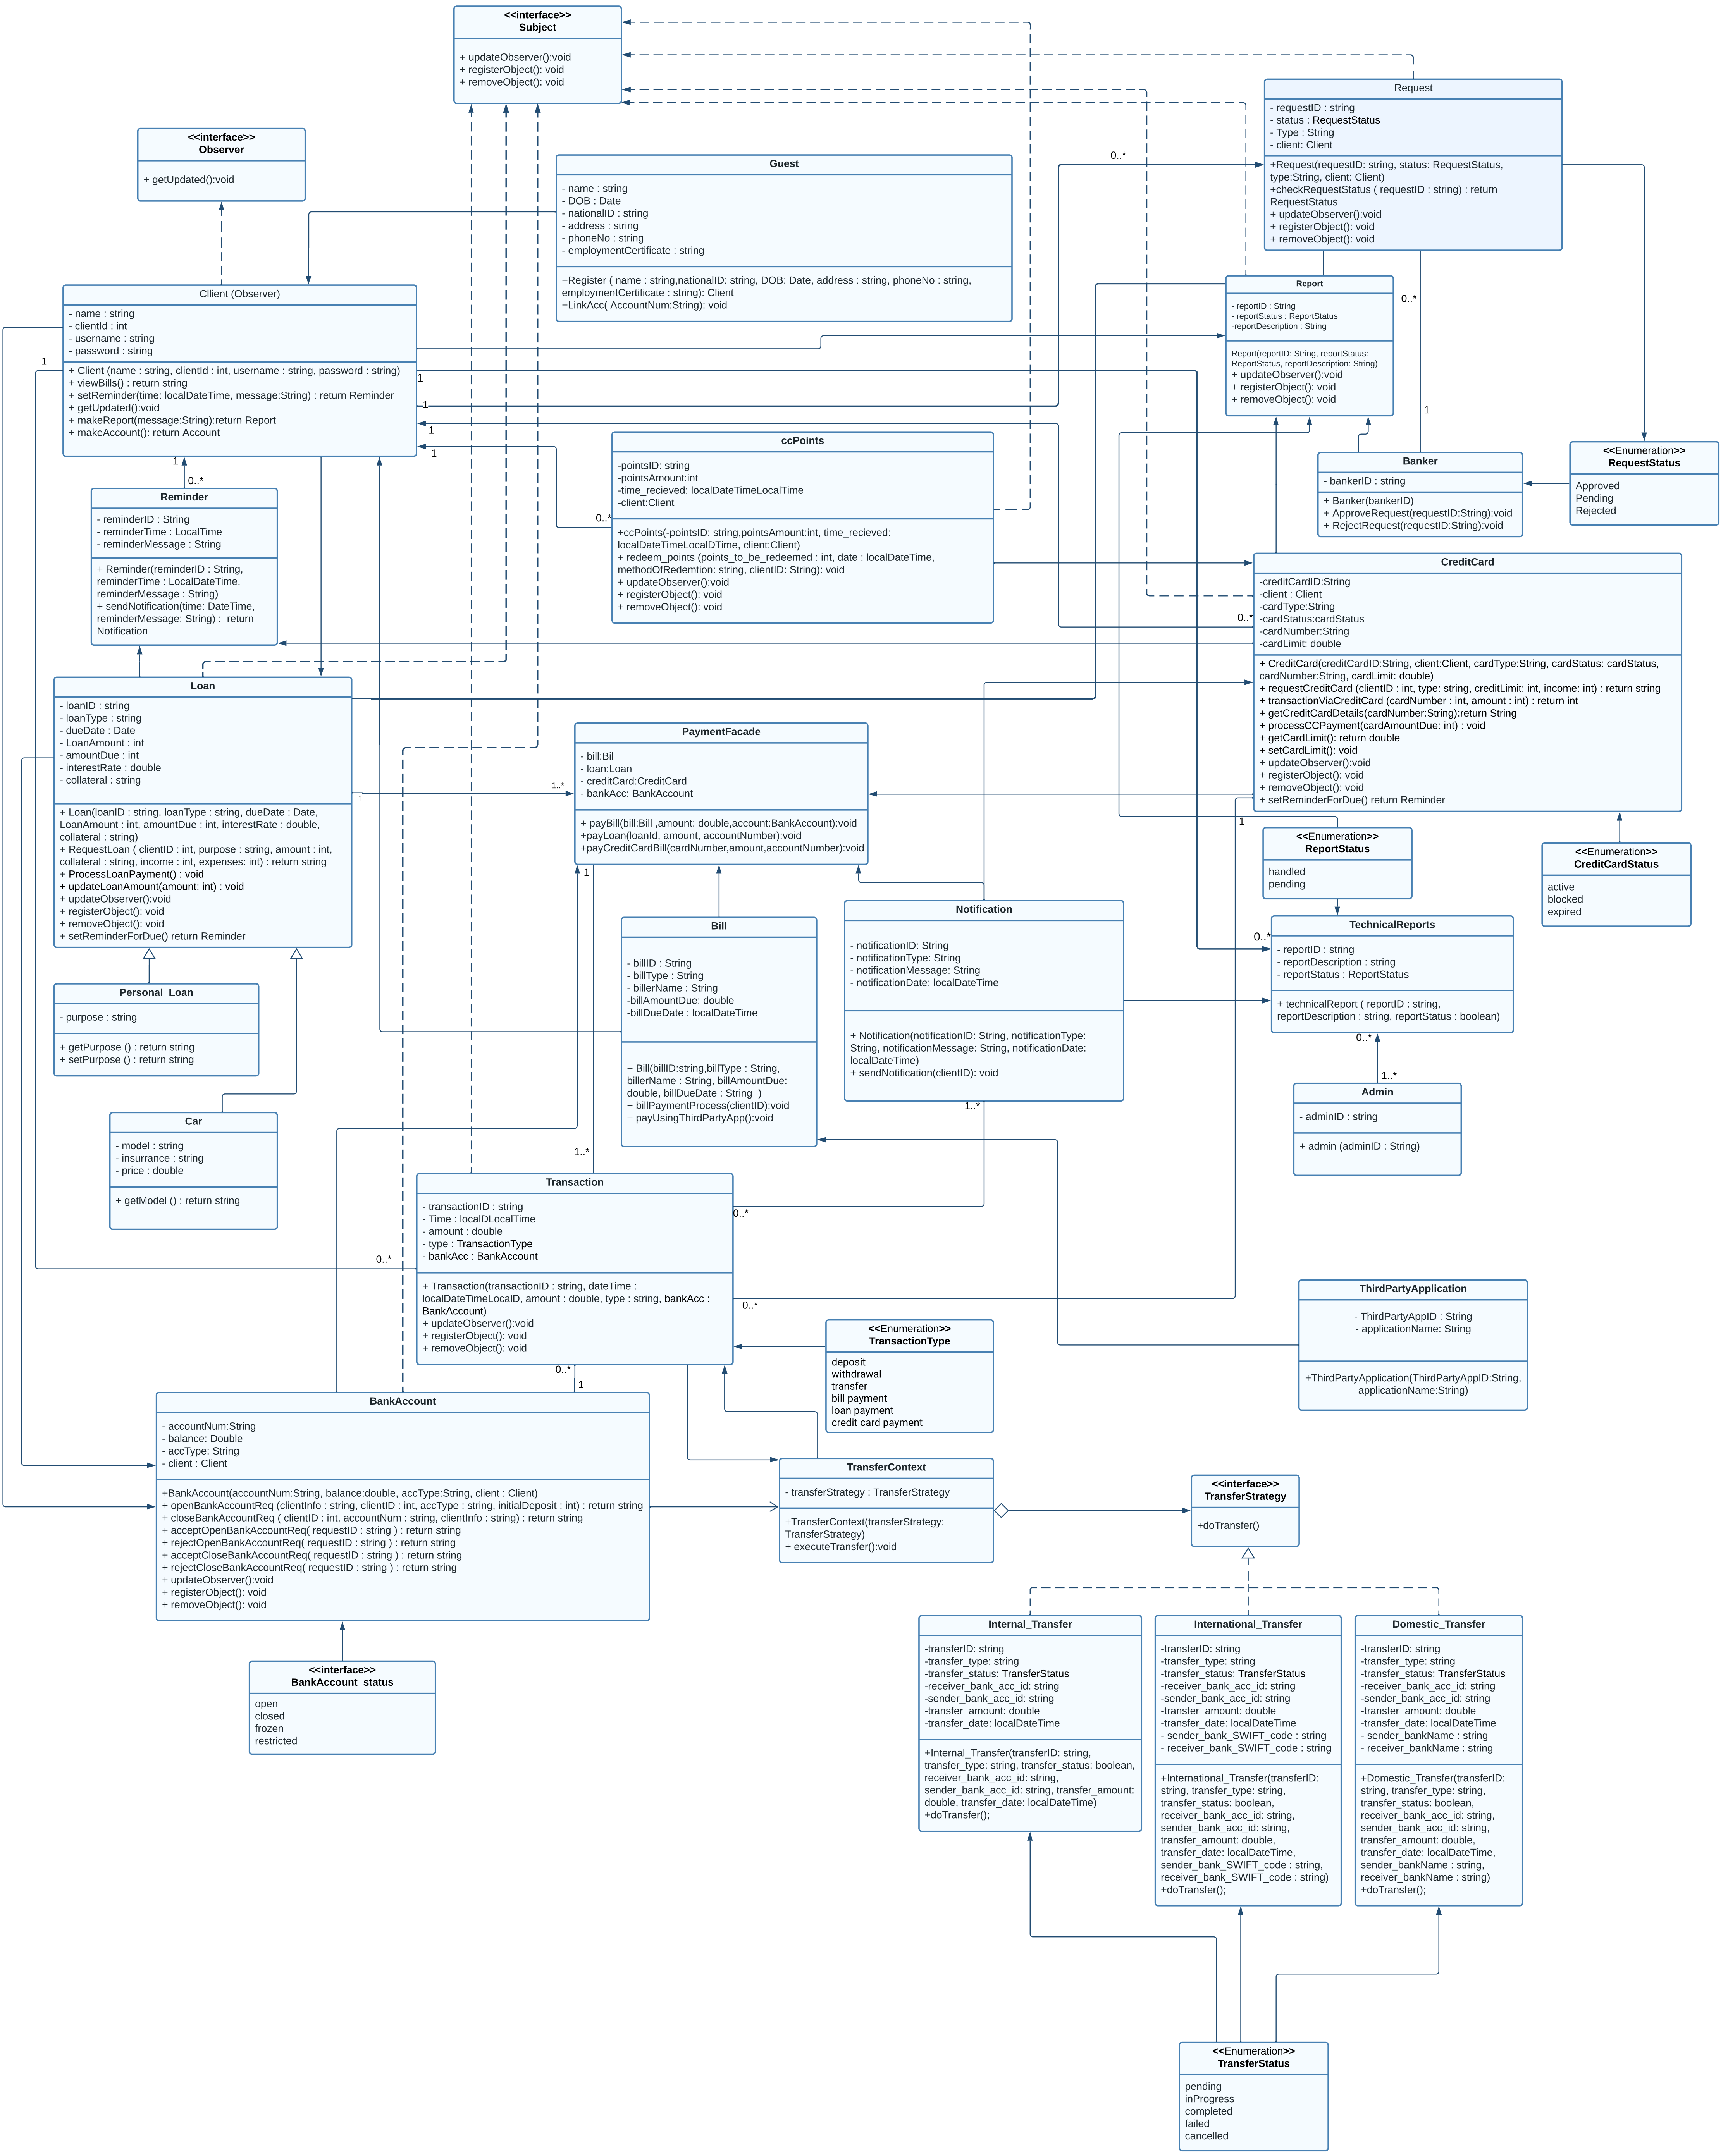 <<interface>>
Subject
+ updateObserver():void
+ registerObject(): void
+ removeObject(): void
<<interface>>
Observer
+ getUpdated():void
Guest
- name : string
- DOB : Date
- nationalID : string
- address : string
- phoneNo : string
- employmentCertificate : string
+Register ( name : string,nationalID: string, DOB: Date, address : string, phoneNo : string,
employmentCertificate : string): Client
+LinkAcc( AccountNum:String): void
Request
- requestID : string
- status : RequestStatus
- Type : String
- client: Client
+Request(requestID: string, status: RequestStatus,
type:String, client: Client)
+checkRequestStatus ( requestID : string) : return
RequestStatus
+ updateObserver():void
+ registerObject(): void
+ removeObject(): void
0..*
Cllient (Observer)
- name : string
- clientId : int
- username : string
- password : string
+ Client (name : string, clientId : int, username : string, password : string)
+ viewBills() : return string
+ setReminder(time: localDateTime, message:String) : return Reminder
+ getUpdated():void
+ makeReport(message:String):return Report
+ makeAccount(): return Account
1
1
1
1
1
1
0..*
Report
- reportID : String
- reportStatus : ReportStatus
-reportDescription : String
Report(reportID: String, reportStatus:
ReportStatus, reportDescription: String)
+ updateObserver():void
+ registerObject(): void
+ removeObject(): void
0..*
1
Banker
- bankerID : string
+ Banker(bankerID)
+ ApproveRequest(requestID:String):void
+ RejectRequest(requestID:String):void
<<Enumeration>>
RequestStatus
Approved
Pending
Rejected
ccPoints
-pointsID: string
-pointsAmount:int
-time_recieved: localDateTimeLocalTime
-client:Client
+ccPoints(-pointsID: string,pointsAmount:int, time_recieved:
localDateTimeLocalDTime, client:Client)
+ redeem_points (points_to_be_redeemed : int, date : localDateTime,
methodOfRedemtion: string, clientID: String): void
+ updateObserver():void
+ registerObject(): void
+ removeObject(): void
0..*
Reminder
- reminderID : String
- reminderTime : LocalTime
- reminderMessage : String
+ Reminder(reminderID : String,
reminderTime : LocalDateTime,
reminderMessage : String)
+ sendNotification(time: DateTime,
reminderMessage: String) :  return
Notification
CreditCard
-creditCardID:String
-client : Client
-cardType:String
-cardStatus:cardStatus
-cardNumber:String
-cardLimit: double
+ CreditCard(creditCardID:String, client:Client, cardType:String, cardStatus: cardStatus,
cardNumber:String, cardLimit: double)
+ requestCreditCard (clientID : int, type: string, creditLimit: int, income: int) : return string
+ transactionViaCreditCard (cardNumber : int, amount : int) : return int
+ getCreditCardDetails(cardNumber:String):return String
+ processCCPayment(cardAmountDue: int) : void
+ getCardLimit(): return double
+ setCardLimit(): void
+ updateObserver():void
+ registerObject(): void
+ removeObject(): void
+ setReminderForDue() return Reminder
0..*
1
Loan
- loanID : string
- loanType : string
- dueDate : Date
- LoanAmount : int
- amountDue : int
- interestRate : double
- collateral : string
+ Loan(loanID : string, loanType : string, dueDate : Date,
LoanAmount : int, amountDue : int, interestRate : double,
collateral : string)
+ RequestLoan ( clientID : int, purpose : string, amount : int,
collateral : string, income : int, expenses: int) : return string
+ ProcessLoanPayment() : void
+ updateLoanAmount(amount: int) : void
+ updateObserver():void
+ registerObject(): void
+ removeObject(): void
+ setReminderForDue() return Reminder
1
1..*
PaymentFacade
- bill:Bil
- loan:Loan
- creditCard:CreditCard
- bankAcc: BankAccount
+ payBill(bill:Bill ,amount: double,account:BankAccount):void
+payLoan(loanId, amount, accountNumber):void
+payCreditCardBill(cardNumber,amount,accountNumber):void
1
<<Enumeration>>
ReportStatus
handled
pending
<<Enumeration>>
CreditCardStatus
active
blocked
expired
Bill
- billID : String
- billType : String
- billerName : String
-billAmountDue: double
-billDueDate : localDateTime
+ Bill(billID:string,billType : String,
billerName : String, billAmountDue:
double, billDueDate : String  )
+ billPaymentProcess(clientID):void
+ payUsingThirdPartyApp():void
Notification
- notificationID: String
- notificationType: String
- notificationMessage: String
- notificationDate: localDateTime
+ Notification(notificationID: String, notificationType:
String, notificationMessage: String, notificationDate:
localDateTime)
+ sendNotification(clientID): void
1..*
0..*
TechnicalReports
- reportID : string
- reportDescription : string
- reportStatus : ReportStatus
+ technicalReport ( reportID : string,
reportDescription : string, reportStatus : boolean)
0..*
1..*
Admin
- adminID : string
+ admin (adminID : String)
Personal_Loan
- purpose : string
+ getPurpose () : return string
+ setPurpose () : return string
Car
- model : string
- insurrance : string
- price : double
+ getModel () : return string
1..*
Transaction
- transactionID : string
- Time : localDLocalTime
- amount : double
- type : TransactionType
- bankAcc : BankAccount
+ Transaction(transactionID : string, dateTime :
localDateTimeLocalD, amount : double, type : string, bankAcc :
BankAccount)
+ updateObserver():void
+ registerObject(): void
+ removeObject(): void
0..*
0..*
0..*
0..*
1
<<Enumeration>>
TransactionType
deposit
withdrawal
transfer
bill payment
loan payment
credit card payment
ThirdPartyApplication
- ThirdPartyAppID : String
- applicationName: String
+ThirdPartyApplication(ThirdPartyAppID:String,
applicationName:String)
BankAccount
- accountNum:String
- balance: Double
- accType: String
- client : Client
+BankAccount(accountNum:String, balance:double, accType:String, client : Client)
+ openBankAccountReq (clientInfo : string, clientID : int, accType : string, initialDeposit : int) : return string
+ closeBankAccountReq ( clientID : int, accountNum : string, clientInfo : string) : return string
+ acceptOpenBankAccountReq( requestID : string ) : return string
+ rejectOpenBankAccountReq( requestID : string ) : return string
+ acceptCloseBankAccountReq( requestID : string ) : return string
+ rejectCloseBankAccountReq( requestID : string ) : return string
+ updateObserver():void
+ registerObject(): void
+ removeObject(): void
TransferContext
- transferStrategy : TransferStrategy
+TransferContext(transferStrategy:
TransferStrategy)
+ executeTransfer():void
<<interface>>
TransferStrategy
+doTransfer()
<<interface>>
BankAccount_status
open
closed
frozen
restricted
Internal_Transfer
-transferID: string
-transfer_type: string
-transfer_status: TransferStatus
-receiver_bank_acc_id: string
-sender_bank_acc_id: string
-transfer_amount: double
-transfer_date: localDateTime
+Internal_Transfer(transferID: string,
transfer_type: string, transfer_status: boolean,
receiver_bank_acc_id: string,
sender_bank_acc_id: string, transfer_amount:
double, transfer_date: localDateTime)
+doTransfer();
International_Transfer
-transferID: string
-transfer_type: string
-transfer_status: TransferStatus
-receiver_bank_acc_id: string
-sender_bank_acc_id: string
-transfer_amount: double
-transfer_date: localDateTime
- sender_bank_SWIFT_code : string
- receiver_bank_SWIFT_code : string
+International_Transfer(transferID:
string, transfer_type: string,
transfer_status: boolean,
receiver_bank_acc_id: string,
sender_bank_acc_id: string,
transfer_amount: double,
transfer_date: localDateTime,
sender_bank_SWIFT_code : string,
receiver_bank_SWIFT_code : string)
+doTransfer();
Domestic_Transfer
-transferID: string
-transfer_type: string
-transfer_status: TransferStatus
-receiver_bank_acc_id: string
-sender_bank_acc_id: string
-transfer_amount: double
-transfer_date: localDateTime
- sender_bankName : string
- receiver_bankName : string
+Domestic_Transfer(transferID:
string, transfer_type: string,
transfer_status: boolean,
receiver_bank_acc_id: string,
sender_bank_acc_id: string,
transfer_amount: double,
transfer_date: localDateTime,
sender_bankName : string,
receiver_bankName : string)
+doTransfer();
<<Enumeration>>
TransferStatus
pending
inProgress
completed
failed
cancelled